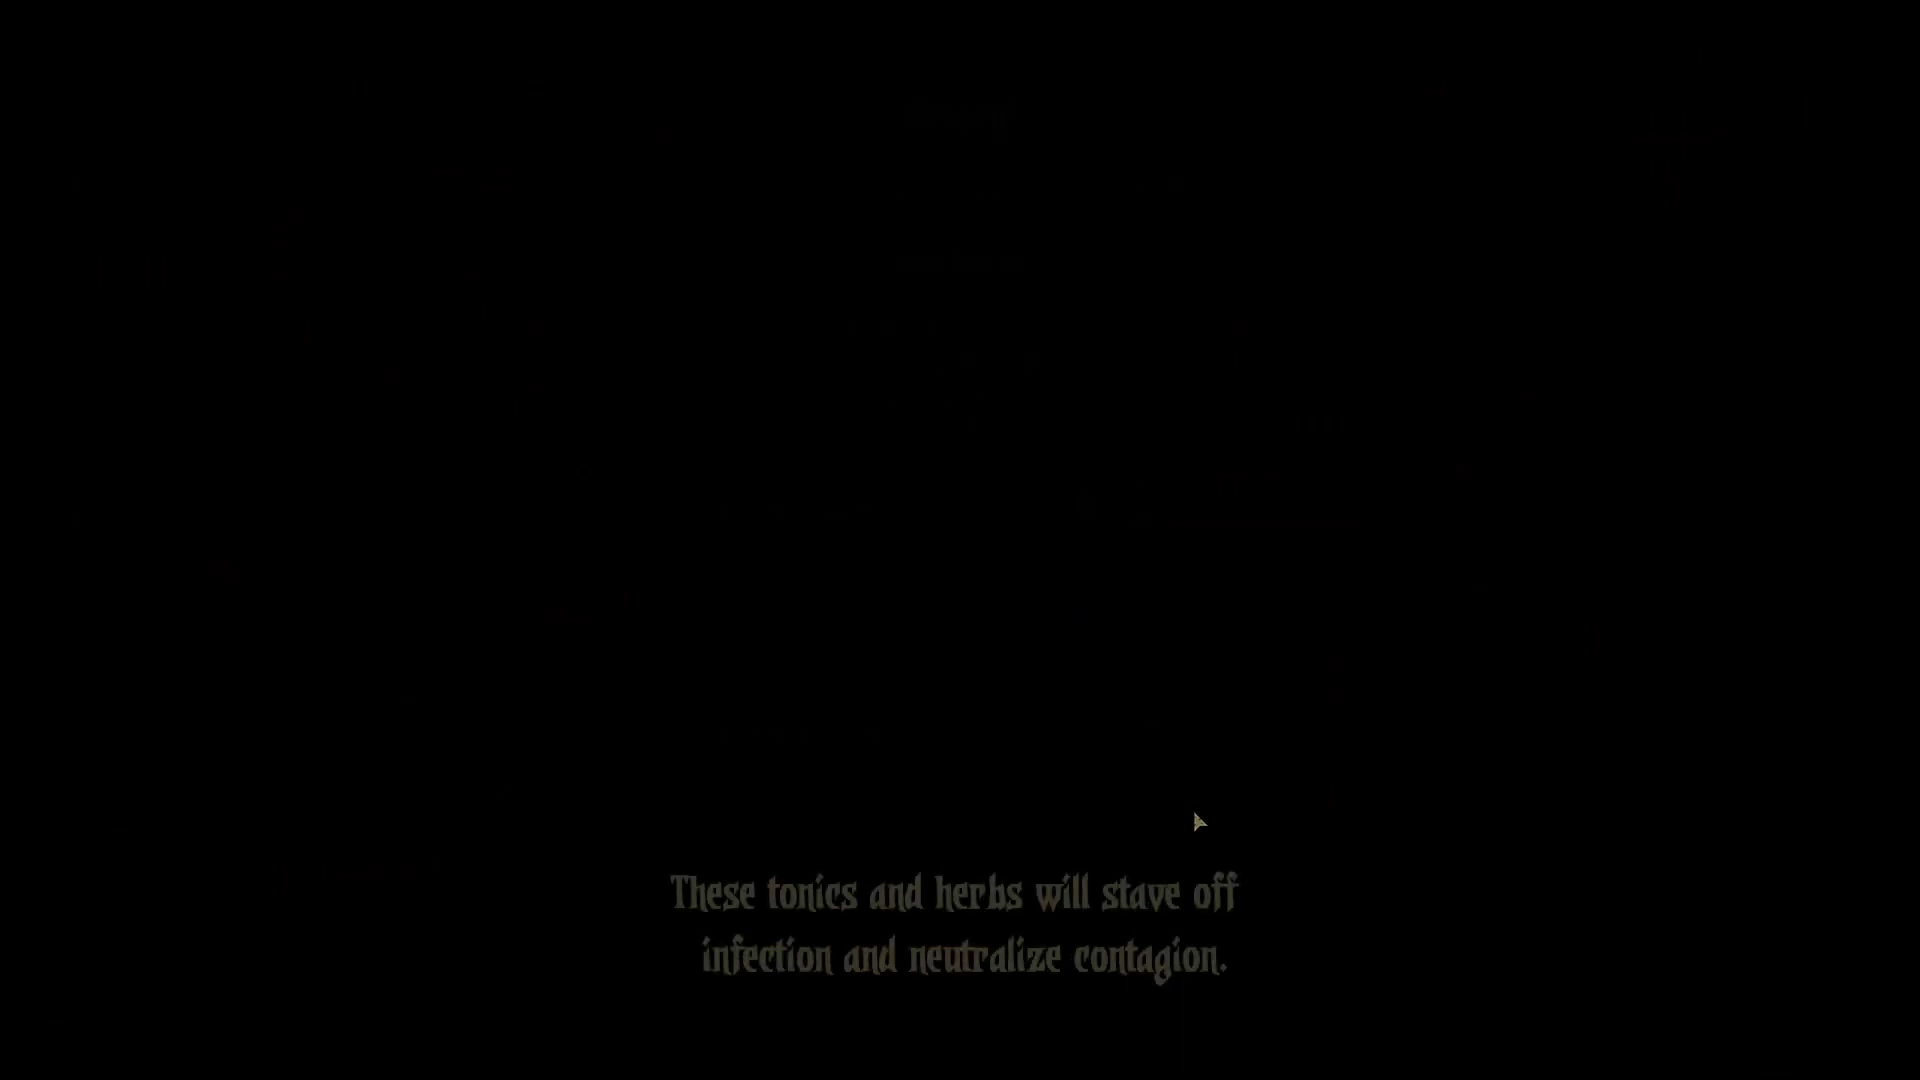 These tonics and herbs will stave off
infection and neutralize contagion.